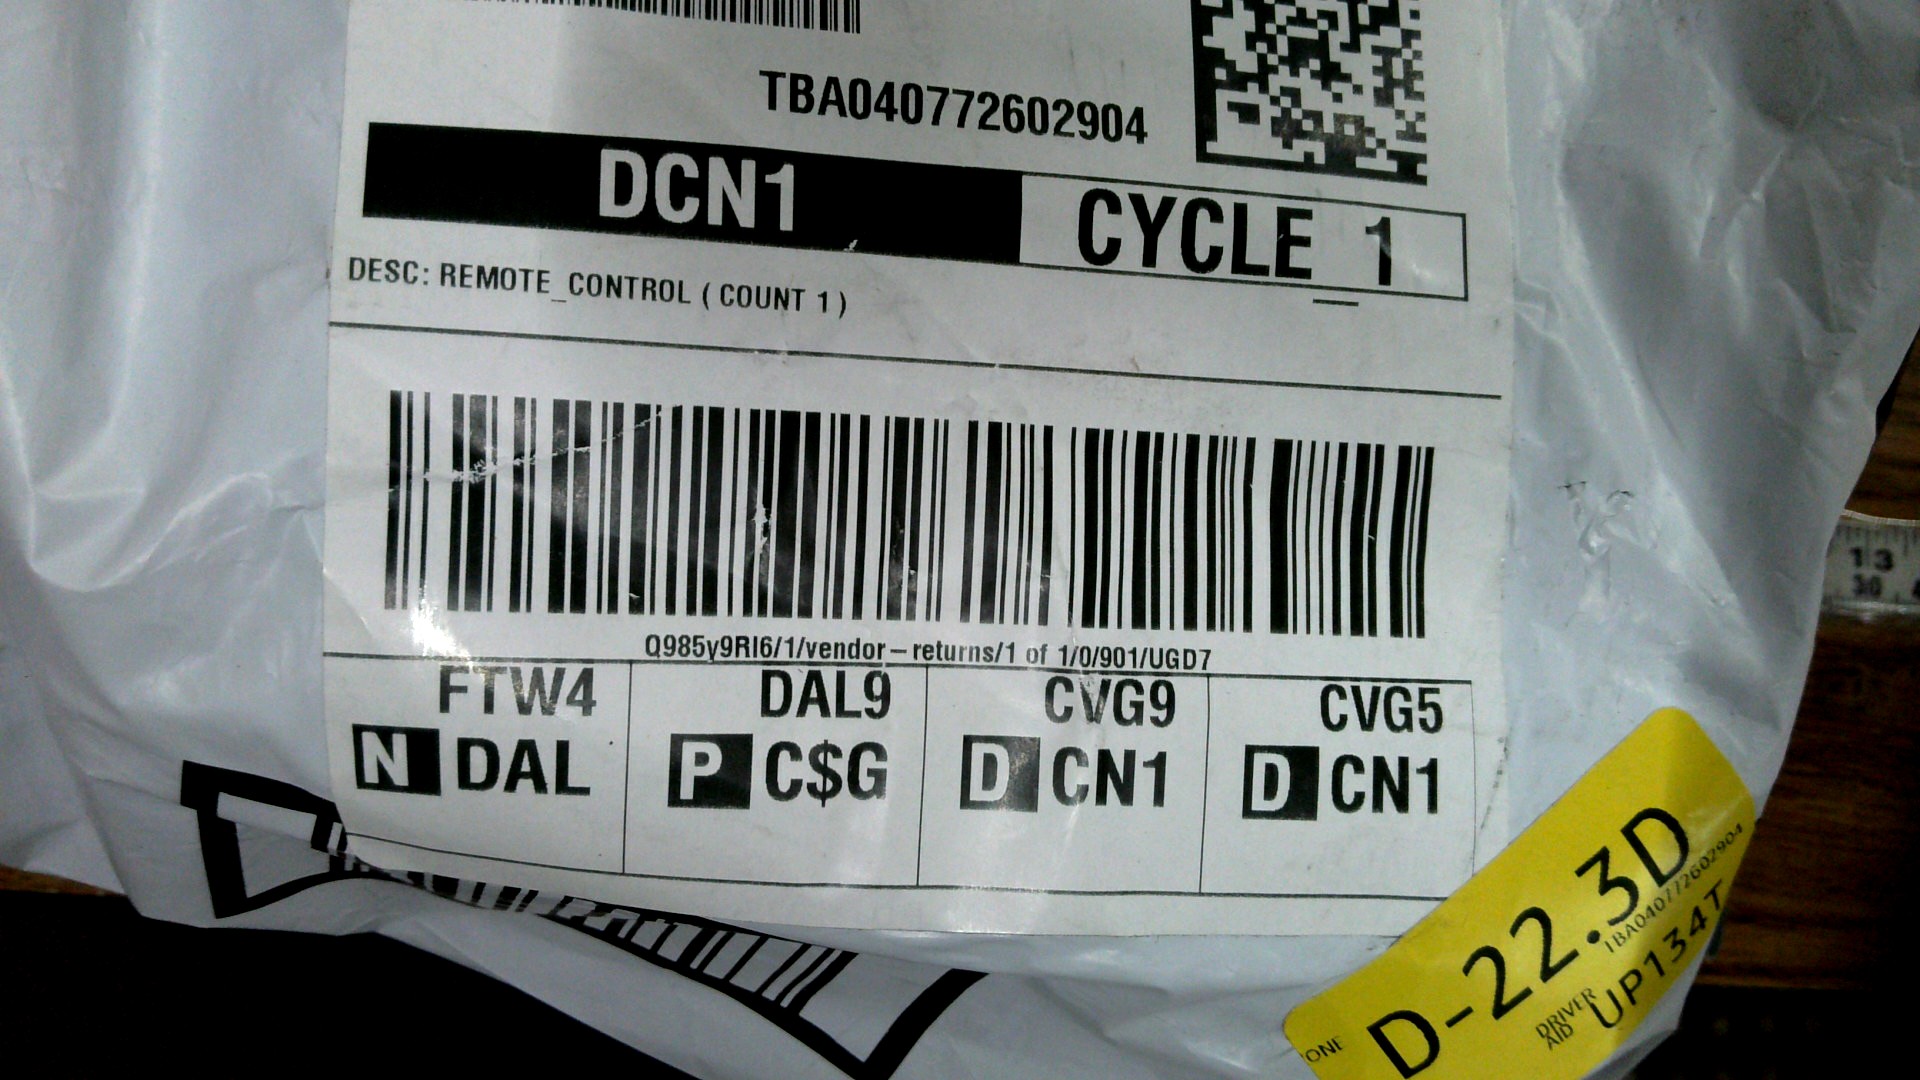 TBA040772602904
DCN1
CYCLE_1
DESC: REMOTE_CONTROL ( COUNT 1 )
Q985y9RI6/1/vendor-returns/1 of 1/0/901/UGD7
FTW4 DAL9 CVG9 CVG5
N DAL P C$G D CN1 D CN1
D-22.3D
TBA040772602904
DRIVER AID UP134T
13